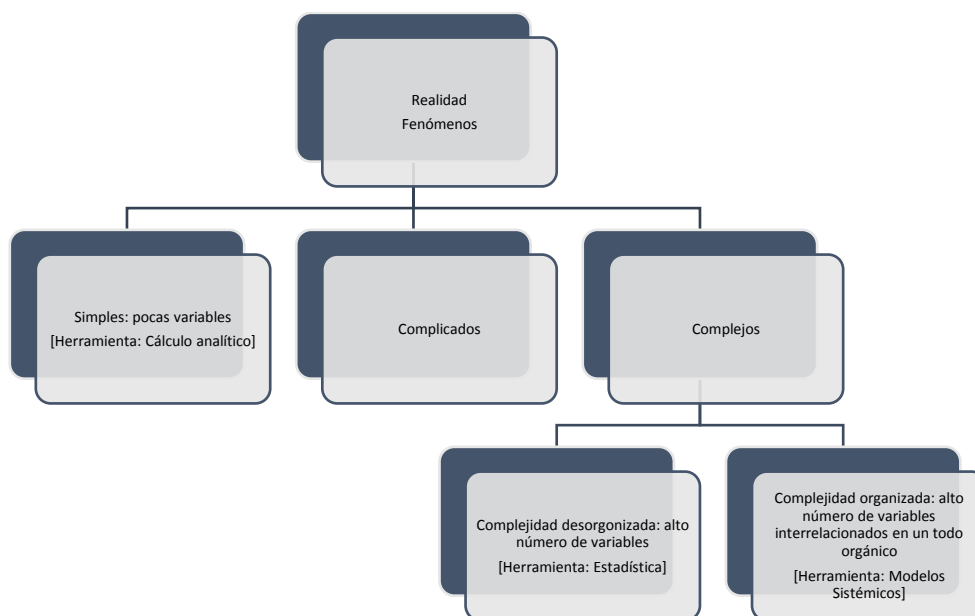 Realidad
Fenómenos
Simples: pocas variables
[Herramienta: Cálculo analítico]
Complicados
Complejos
Complejidad desorgonizada: alto
número de variables
[Herramienta: Estadística]
Complejidad organizada: alto
número de variables
interrelacionados en un todo
orgánico
[Herramienta: Modelos
Sistémicos]